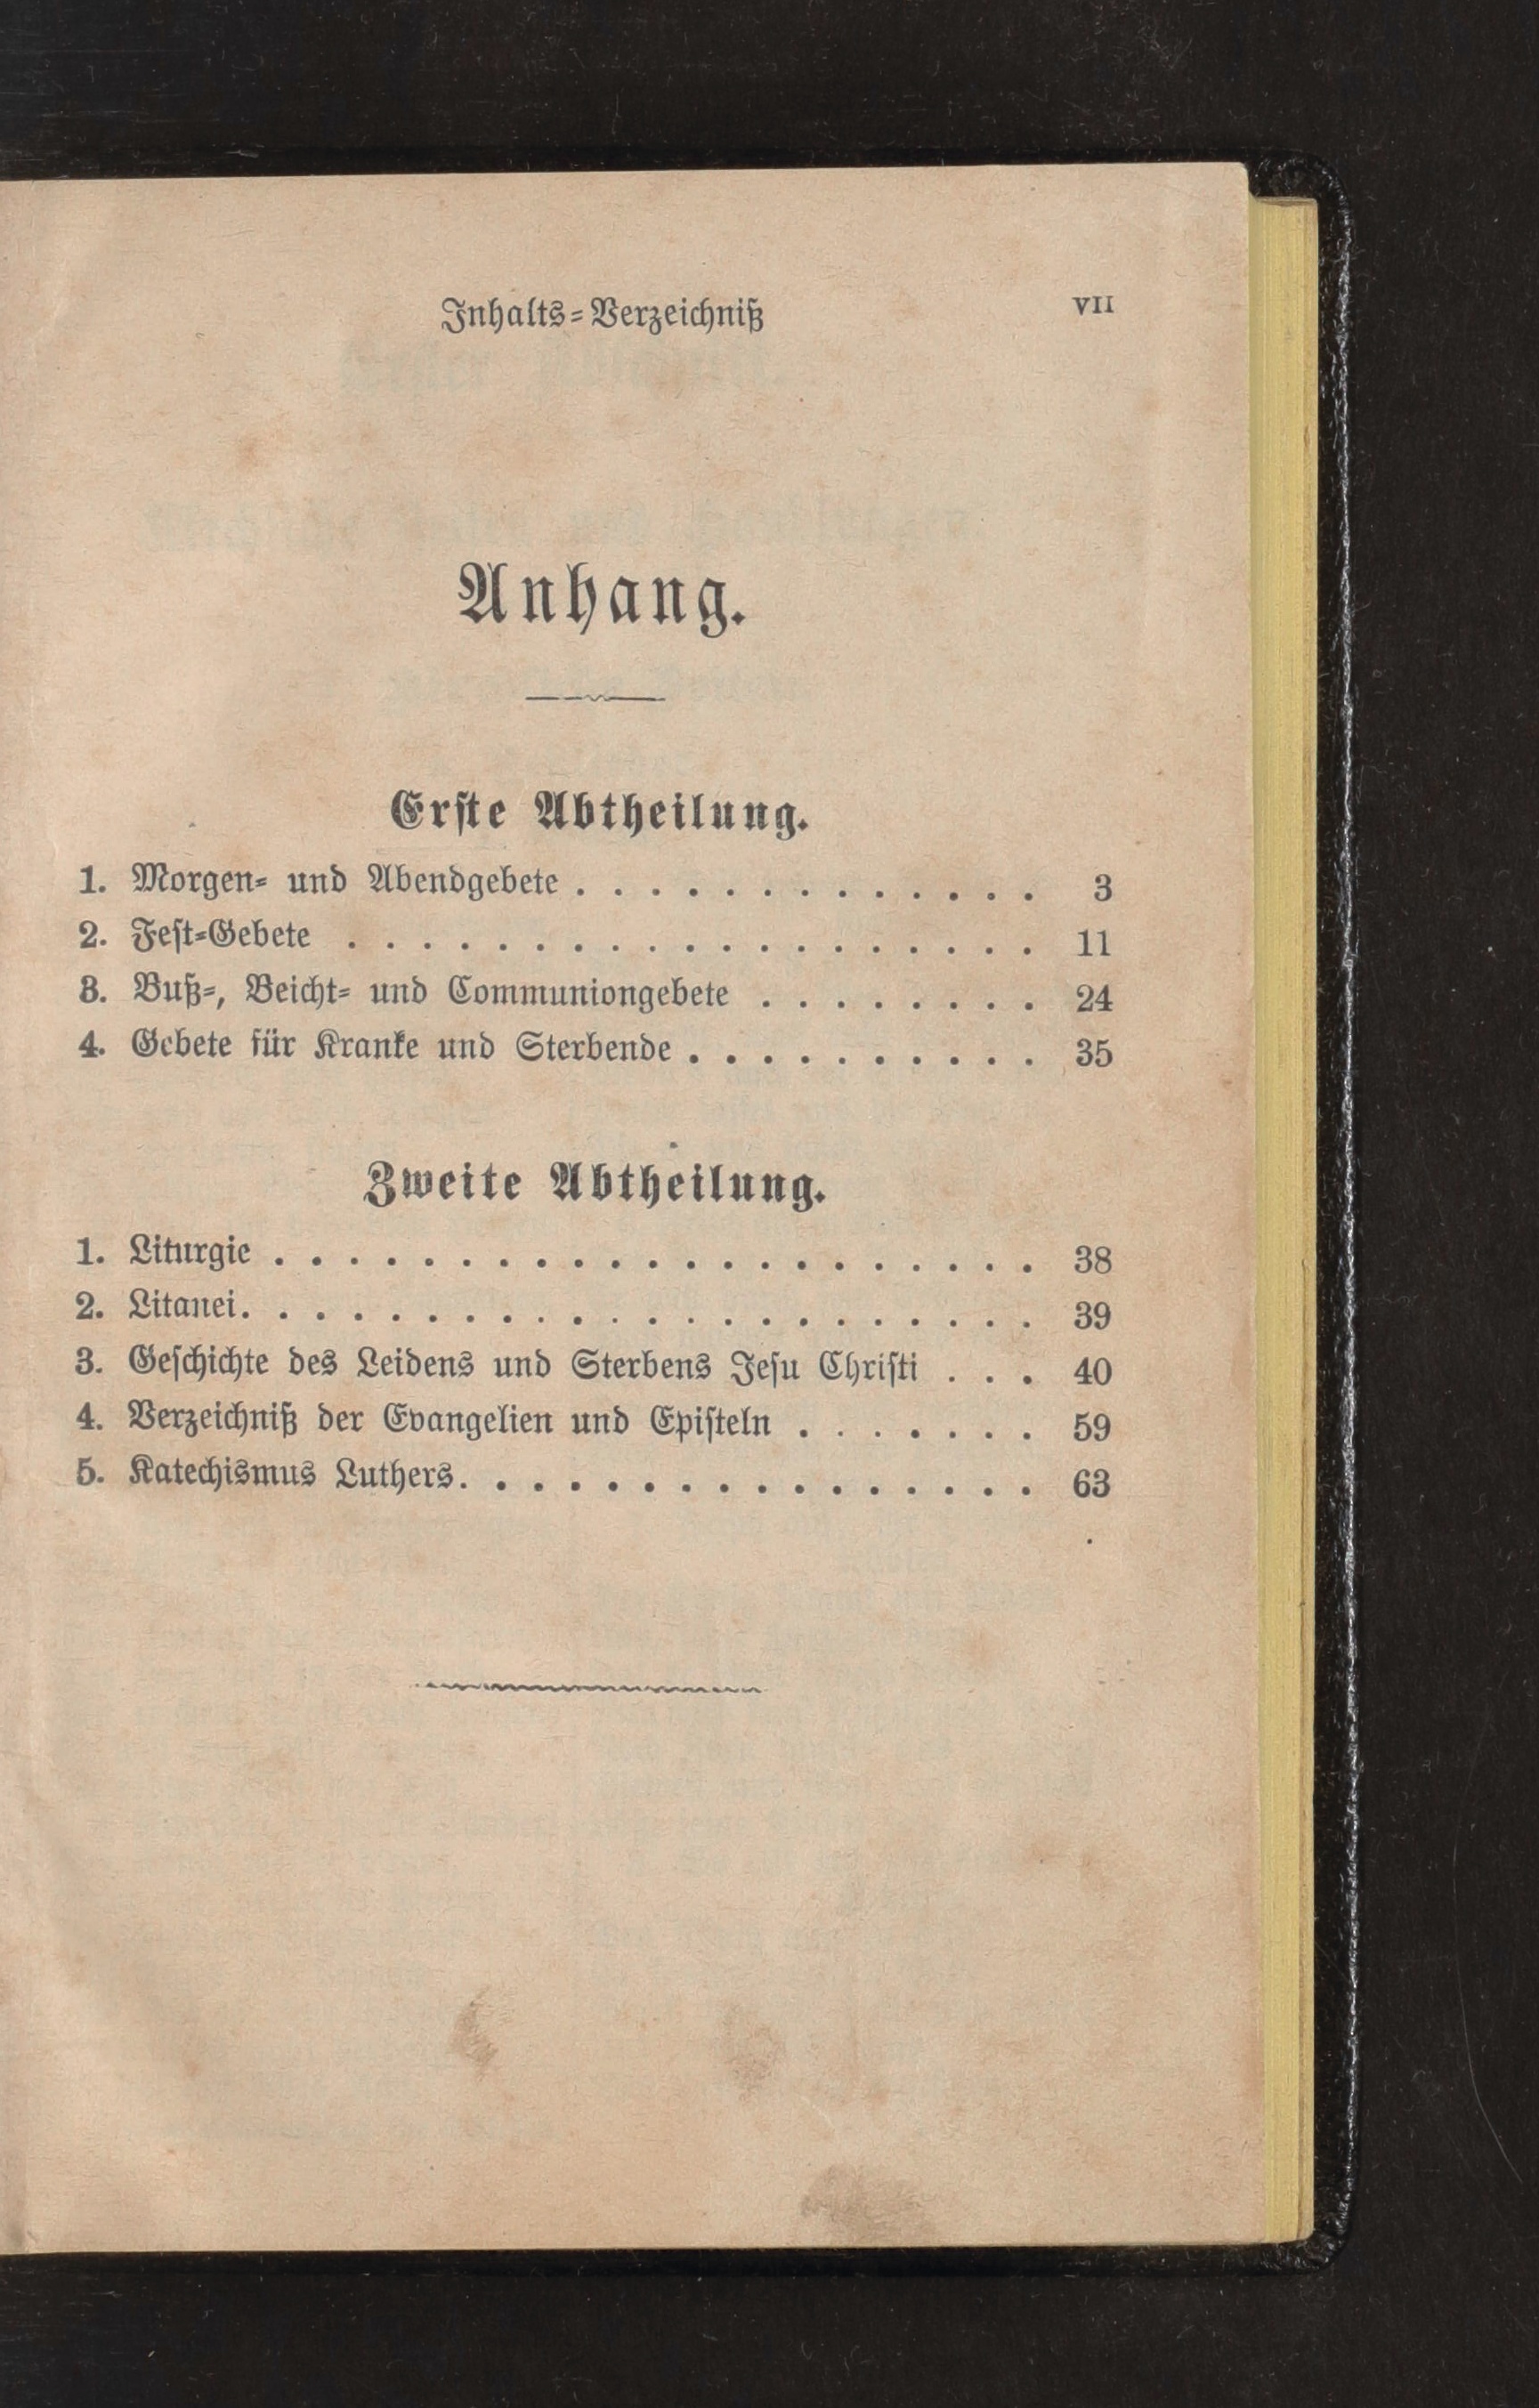 Inhalts-Verzeichniß VII
Anhang.
Erste Abtheilung.
1. Morgen- und Abendgebete . . . . . . . . . . . . . 3
2. Fest-Gebete . . . . . . . . . . . . . . . . . . . 11
3. Buß-, Beicht- und Communiongebete . . . . . . . . 24
4. Gebete für Kranke und Sterbende . . . . . . . . . . 35
Zweite Abtheilung.
1. Liturgie . . . . . . . . . . . . . . . . . . . . . 38
2. Litanei . . . . . . . . . . . . . . . . . . . . . . 39
3. Geschichte des Leidens und Sterbens Jesu Christi . . . 40
4. Verzeichniß der Evangelien und Episteln . . . . . . . 59
5. Katechismus Luthers . . . . . . . . . . . . . . . . 63